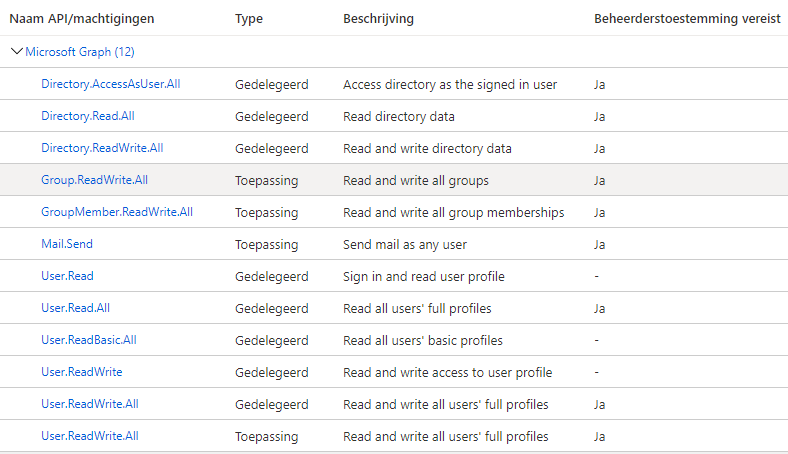 Naam API/machtigingen Type Beschrijving Beheerderstoestemming vereist
Microsoft Graph (12)
Directory.AccessAsUser.All Gedelegeerd Access directory as the signed in user Ja
Directory.Read.All Gedelegeerd Read directory data Ja
Directory.ReadWrite.All Gedelegeerd Read and write directory data Ja
Group.ReadWrite.All Toepassing Read and write all groups Ja
GroupMember.ReadWrite.All Toepassing Read and write all group memberships Ja
Mail.Send Toepassing Send mail as any user Ja
User.Read Gedelegeerd Sign in and read user profile -
User.Read.All Gedelegeerd Read all users' full profiles Ja
User.ReadBasic.All Gedelegeerd Read all users' basic profiles -
User.ReadWrite Gedelegeerd Read and write access to user profile -
User.ReadWrite.All Gedelegeerd Read and write all users' full profiles Ja
User.ReadWrite.All Toepassing Read and write all users' full profiles Ja